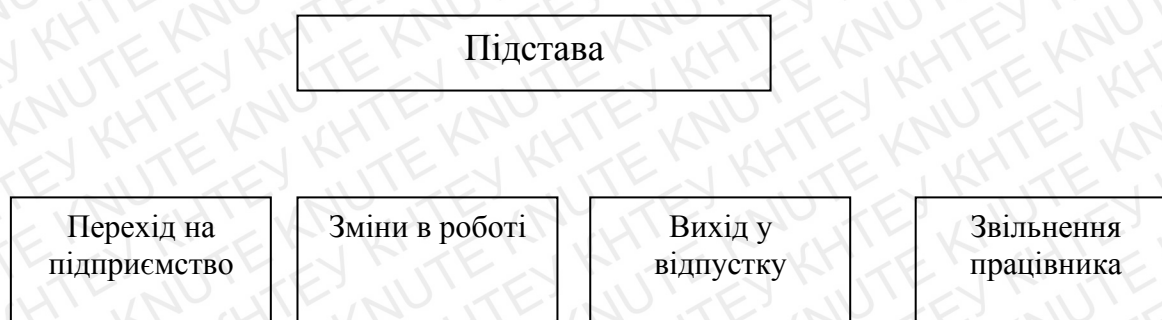 Підстава
Перехід на
підприємство
Зміни в роботі
Вихід у
відпустку
Звільнення
працівника